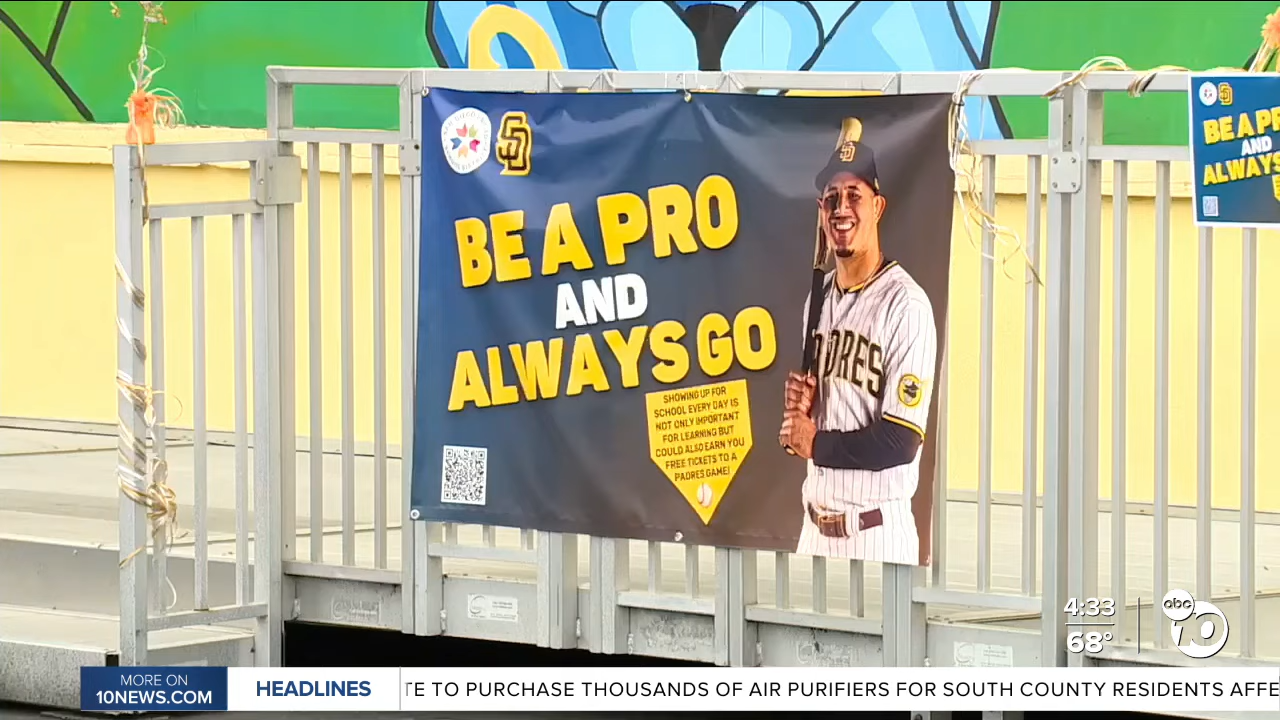 SD
BE A PRO
AND
ALWAYS GO
SHOWING UP FOR
SCHOOL EVERY DAY IS
NOT ONLY IMPORTANT
FOR LEARNING BUT
COULD ALSO EARN YOU
FREE TICKETS TO A
PADRES GAME!
SD
PADRES
SD
BE A PR
AND
ALWAYS
4:33
68°
abc
10
MORE ON
10NEWS.COM
HEADLINES
TE TO PURCHASE THOUSANDS OF AIR PURIFIERS FOR SOUTH COUNTY RESIDENTS AFFE